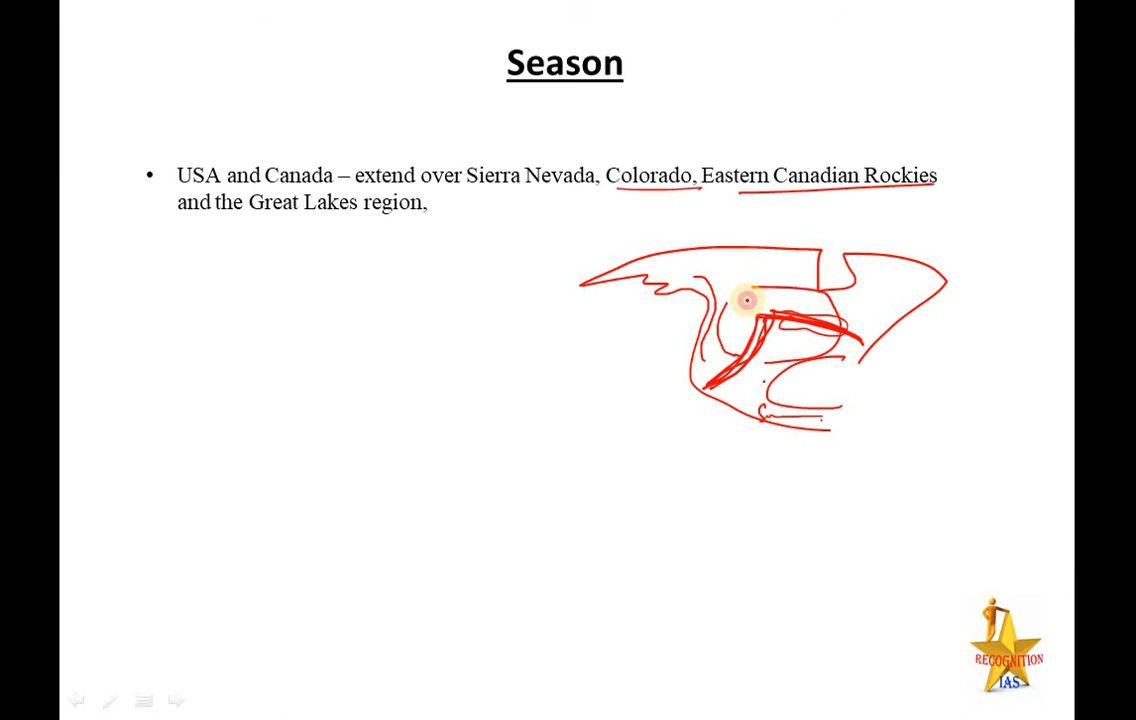 Season
• USA and Canada – extend over Sierra Nevada, Colorado, Eastern Canadian Rockies
and the Great Lakes region,
RECOGNITION
IAS